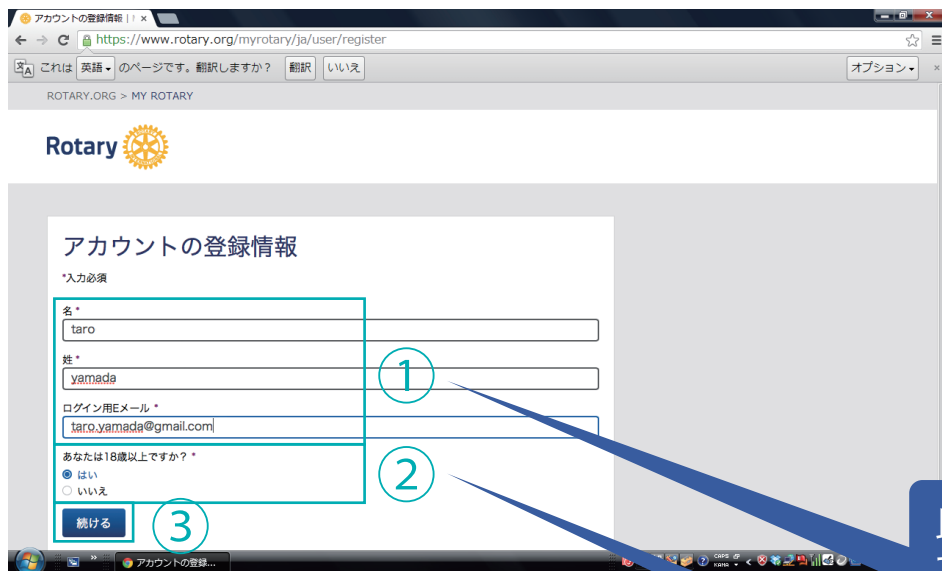 アカウントの登録情報 | ! ×
https://www.rotary.org/myrotary/ja/user/register
これは 英語 のページです。翻訳しますか? 翻訳 いいえ オプション ×
ROTARY.ORG > MY ROTARY
Rotary
アカウントの登録情報
*入力必須
名 *
taro
姓 *
yamada
①
ログイン用Eメール *
taro.yamada@gmail.com
あなたは18歳以上ですか? *
はい
②
いいえ
続ける
③
アカウントの登録...
CAPS
KANA